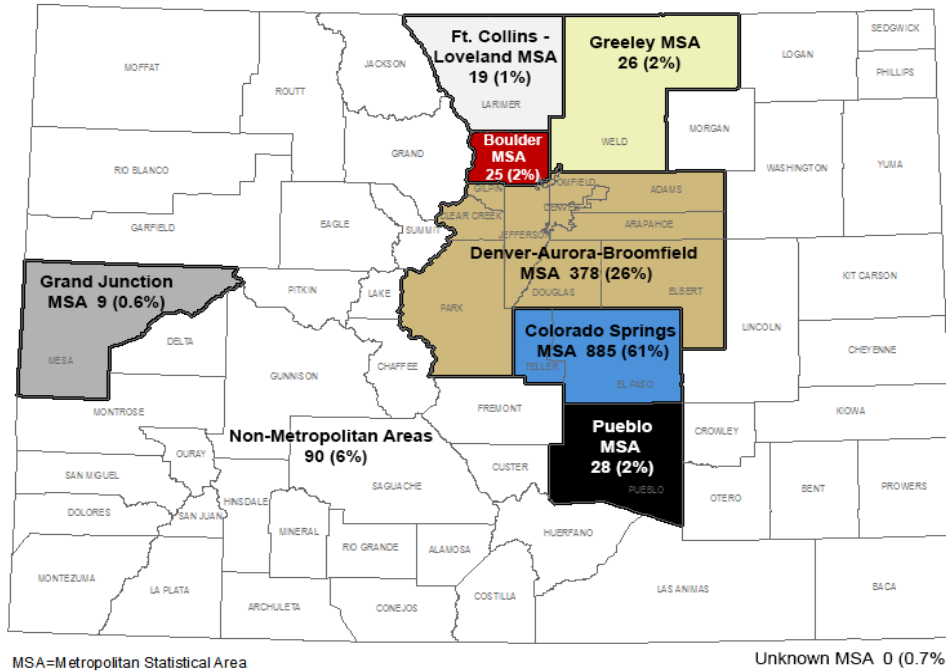 SEDGWICK
Ft. Collins -
Loveland MSA
19 (1%)
LARIMER
Greeley MSA
26 (2%)
WELD
LOGAN
PHILLIPS
MOFFAT
ROUTT
JACKSON
GRAND
MORGAN
Boulder
MSA
25 (2%)
RIO BLANCO
WASHINGTON
YUMA
GILPIN
ADAMS
CLEAR CREEK
ARAPAHOE
GARFIELD
EAGLE
SUMMIT
JEFFERSON
Denver-Aurora-Broomfield
MSA 378 (26%)
DOUGLAS
ELBERT
PARK
KIT CARSON
Grand Junction
MSA 9 (0.6%)
MESA
PITKIN
LAKE
LINCOLN
DELTA
Colorado Springs
MSA 885 (61%)
TELLER
EL PASO
CHEYENNE
GUNNISON
CHAFFEE
MONTROSE
FREMONT
KIOWA
Non-Metropolitan Areas
90 (6%)
Pueblo
MSA
28 (2%)
PUEBLO
CROWLEY
OURAY
SAN MIGUEL
SAGUACHE
CUSTER
OTERO
BENT
PROWERS
DOLORES
SAN JUAN
HINSDALE
MINERAL
RIO GRANDE
ALAMOSA
HUERFANO
MONTEZUMA
LA PLATA
ARCHULETA
CONEJOS
COSTILLA
LAS ANIMAS
BACA
MSA=Metropolitan Statistical Area
Unknown MSA 0 (0.7%